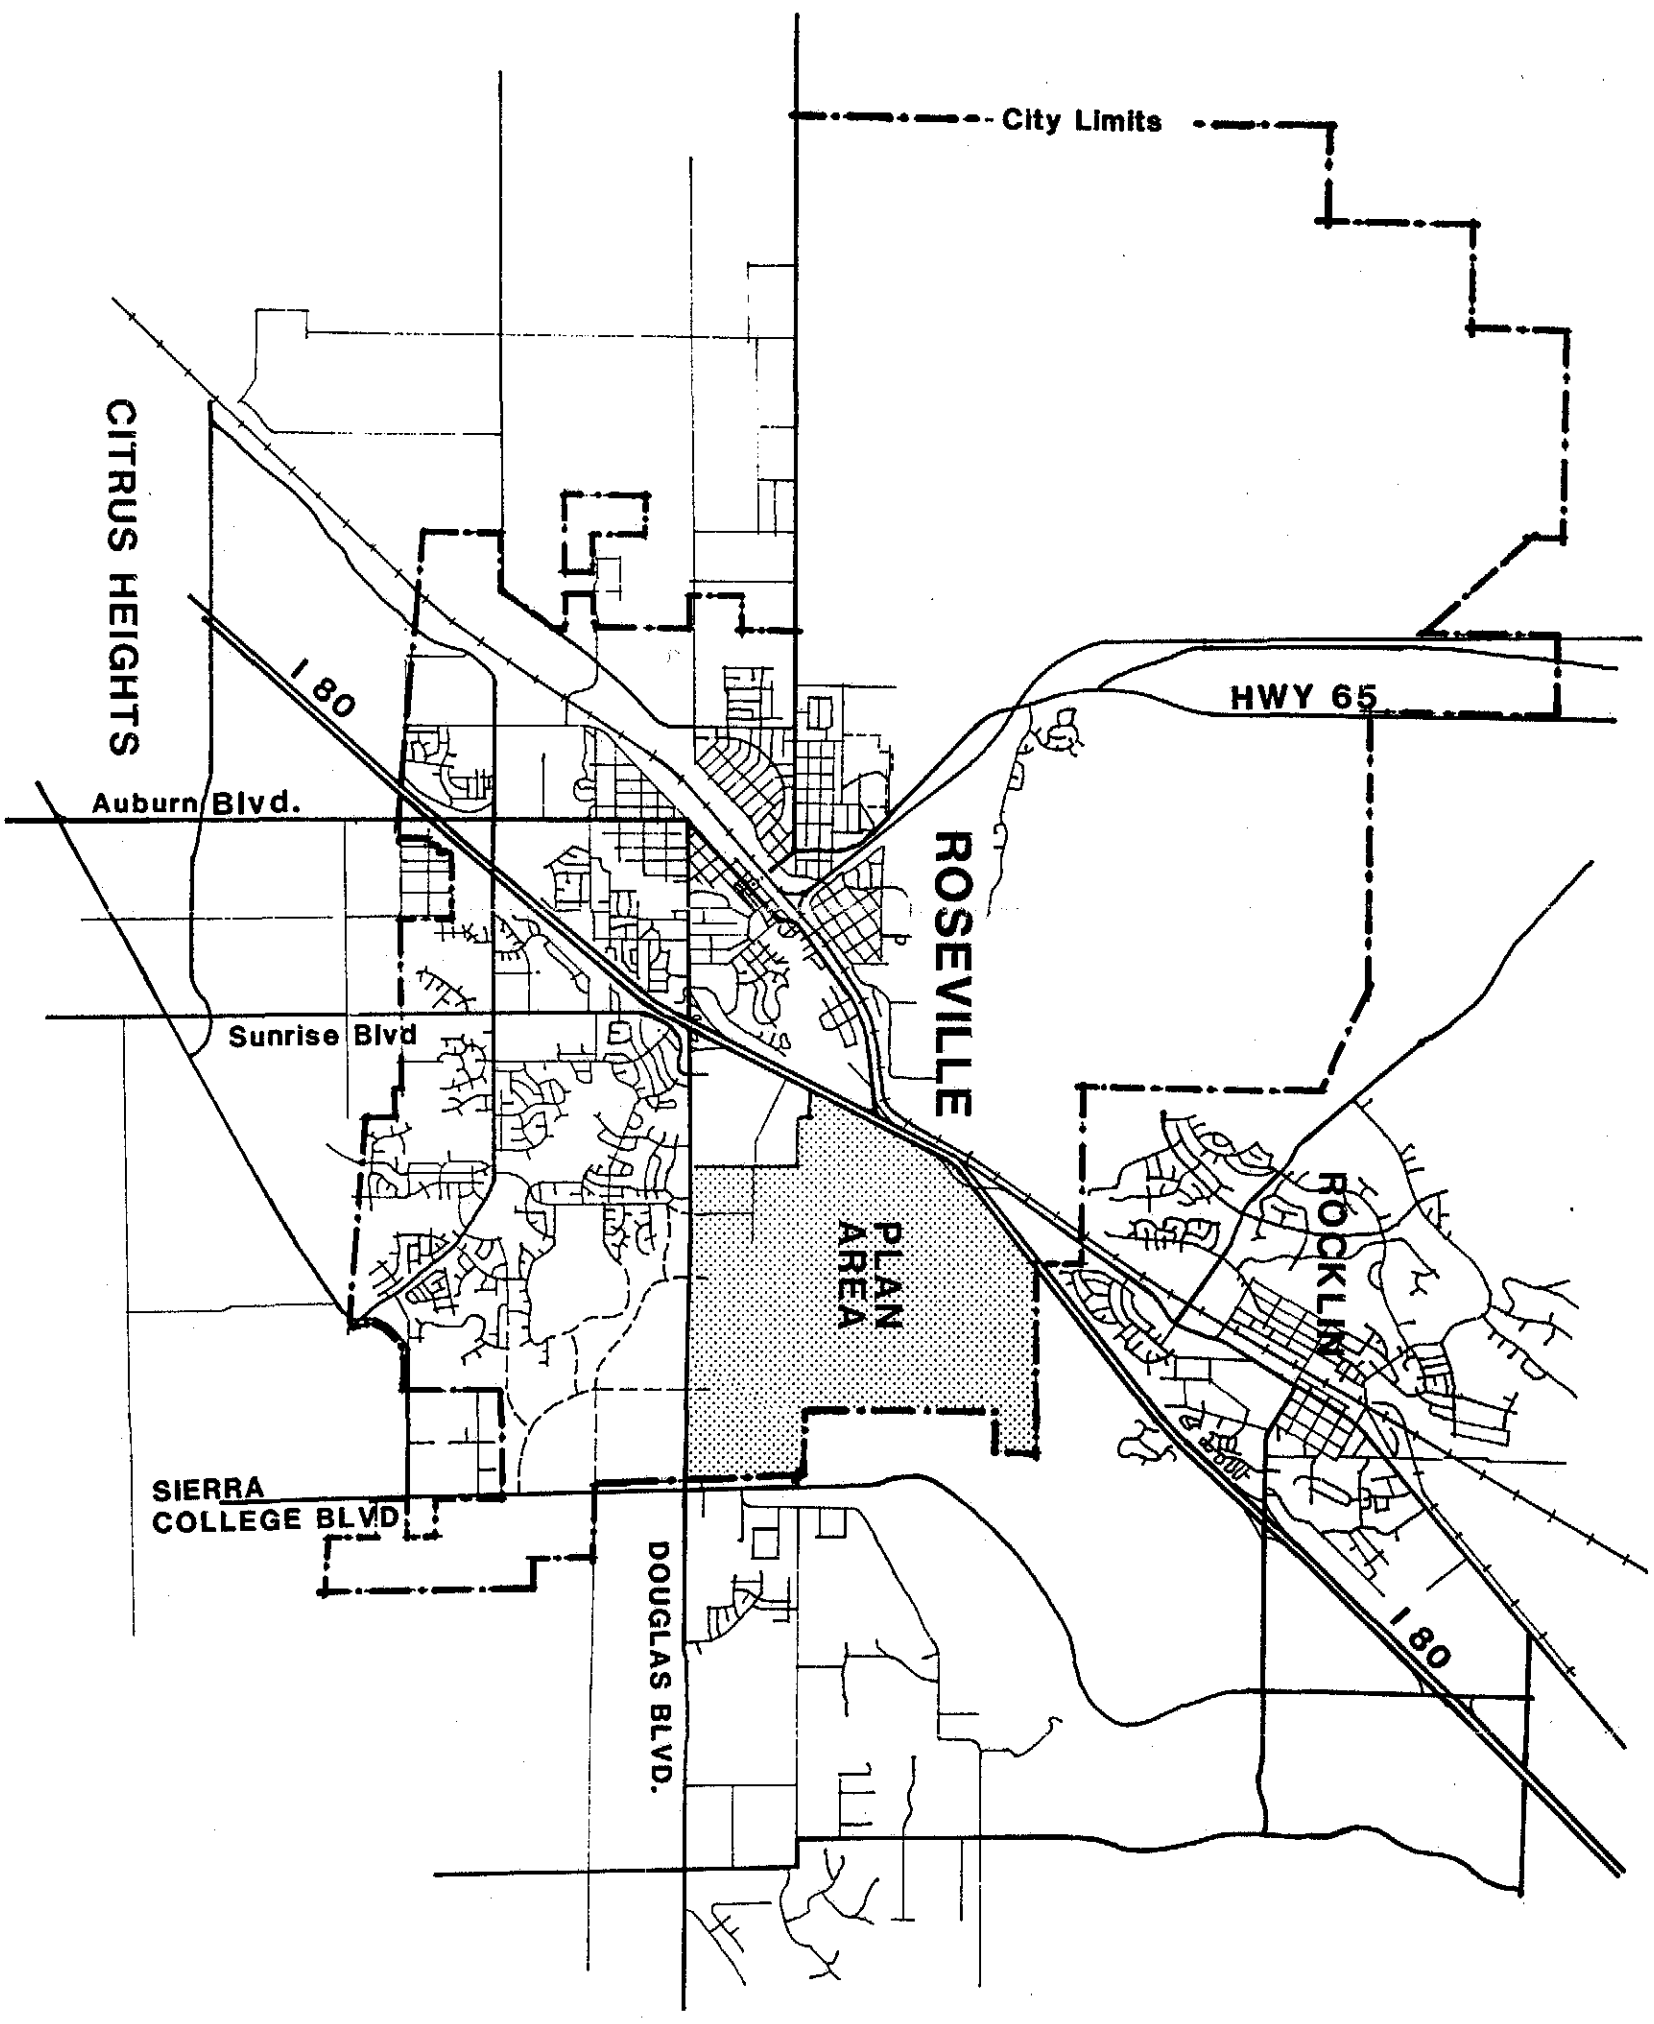 City Limits
CITRUS HEIGHTS
I 80
HWY 65
Auburn Blvd.
ROSEVILLE
Sunrise Blvd
ROCKLIN
PLAN
AREA
SIERRA
COLLEGE BLVD
DOUGLAS BLVD.
I 80